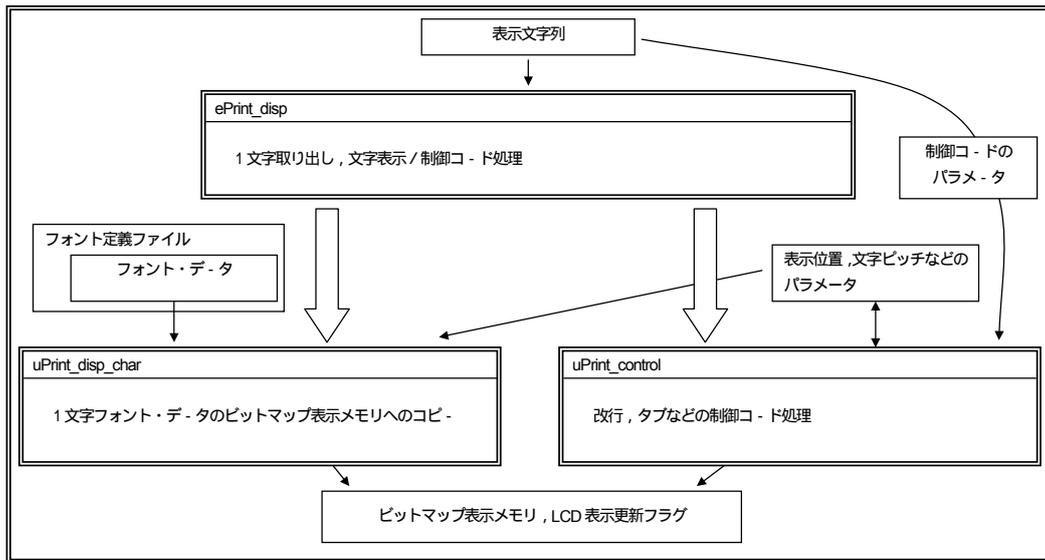 表示文字列
ePrint_disp
1 文字取り出し , 文字表示 / 制御コ - ド処理
制御コ - ドの
パラメ - タ
フォント定義ファイル
フォント・デ - タ
表示位置 ,文字ピッチなどの
パラメータ
uPrint_disp_char
1 文字フォント・デ - タのビットマップ表示メモリへのコピ -
uPrint_control
改行 , タブなどの制御コ - ド処理
ビットマップ表示メモリ , LCD 表示更新フラグ